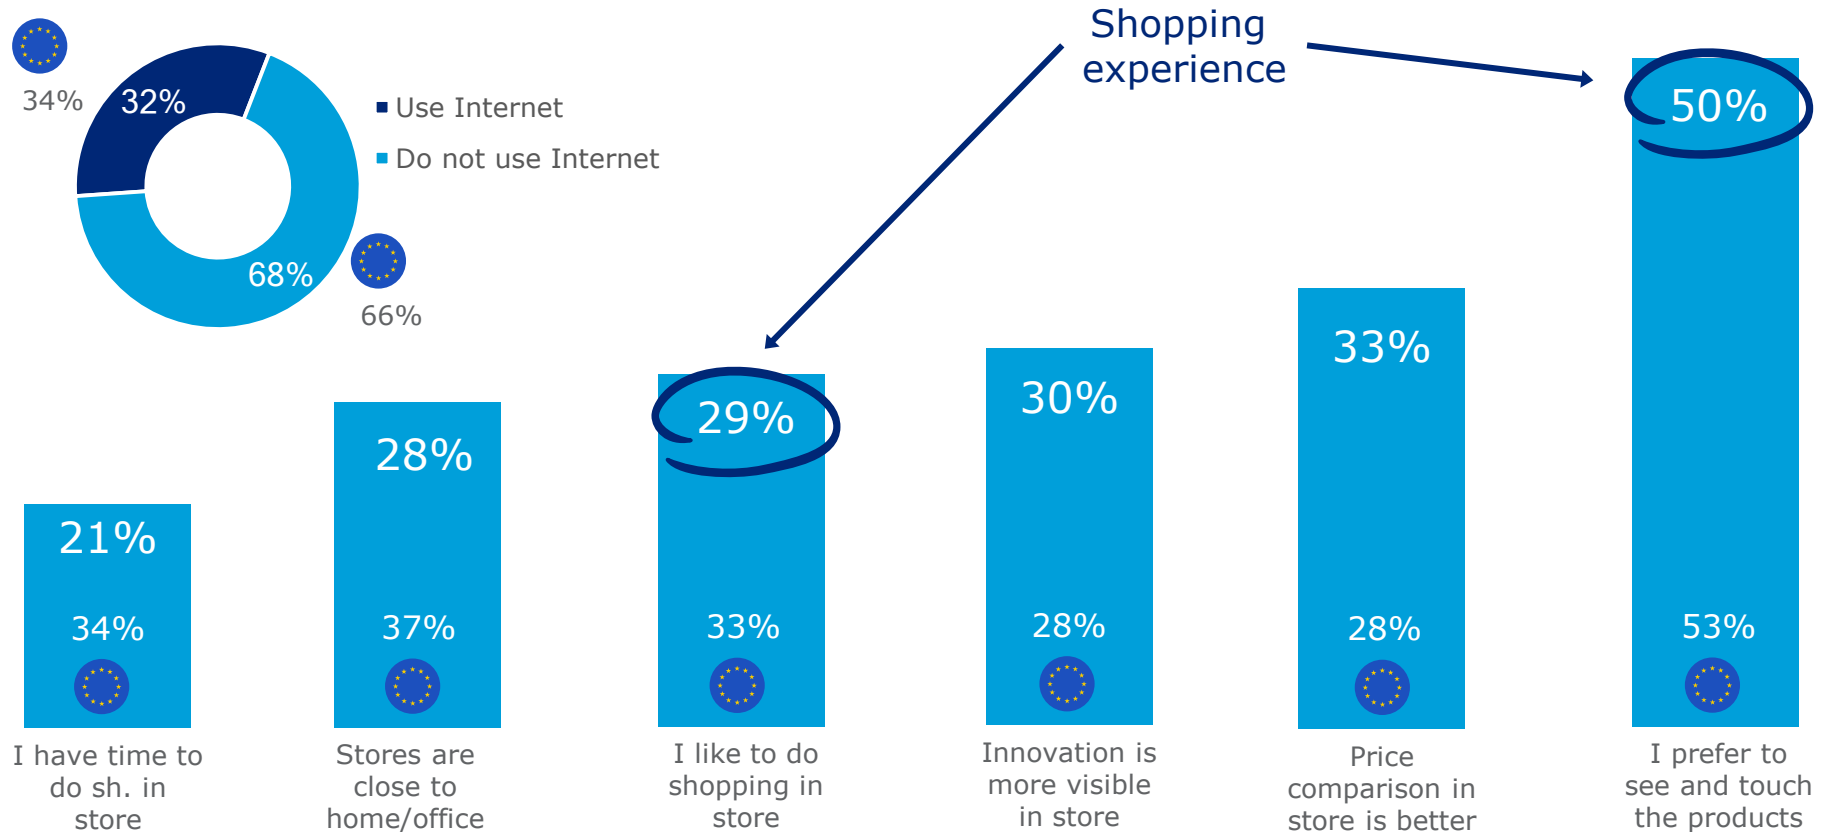 Shopping
experience
34%
32%
Use Internet
Do not use Internet
68%
66%
21%
34%
I have time to
do sh. in
store
28%
37%
Stores are
close to
home/office
29%
33%
I like to do
shopping in
store
30%
28%
Innovation is
more visible
in store
33%
28%
Price
comparison in
store is better
50%
53%
I prefer to
see and touch
the products